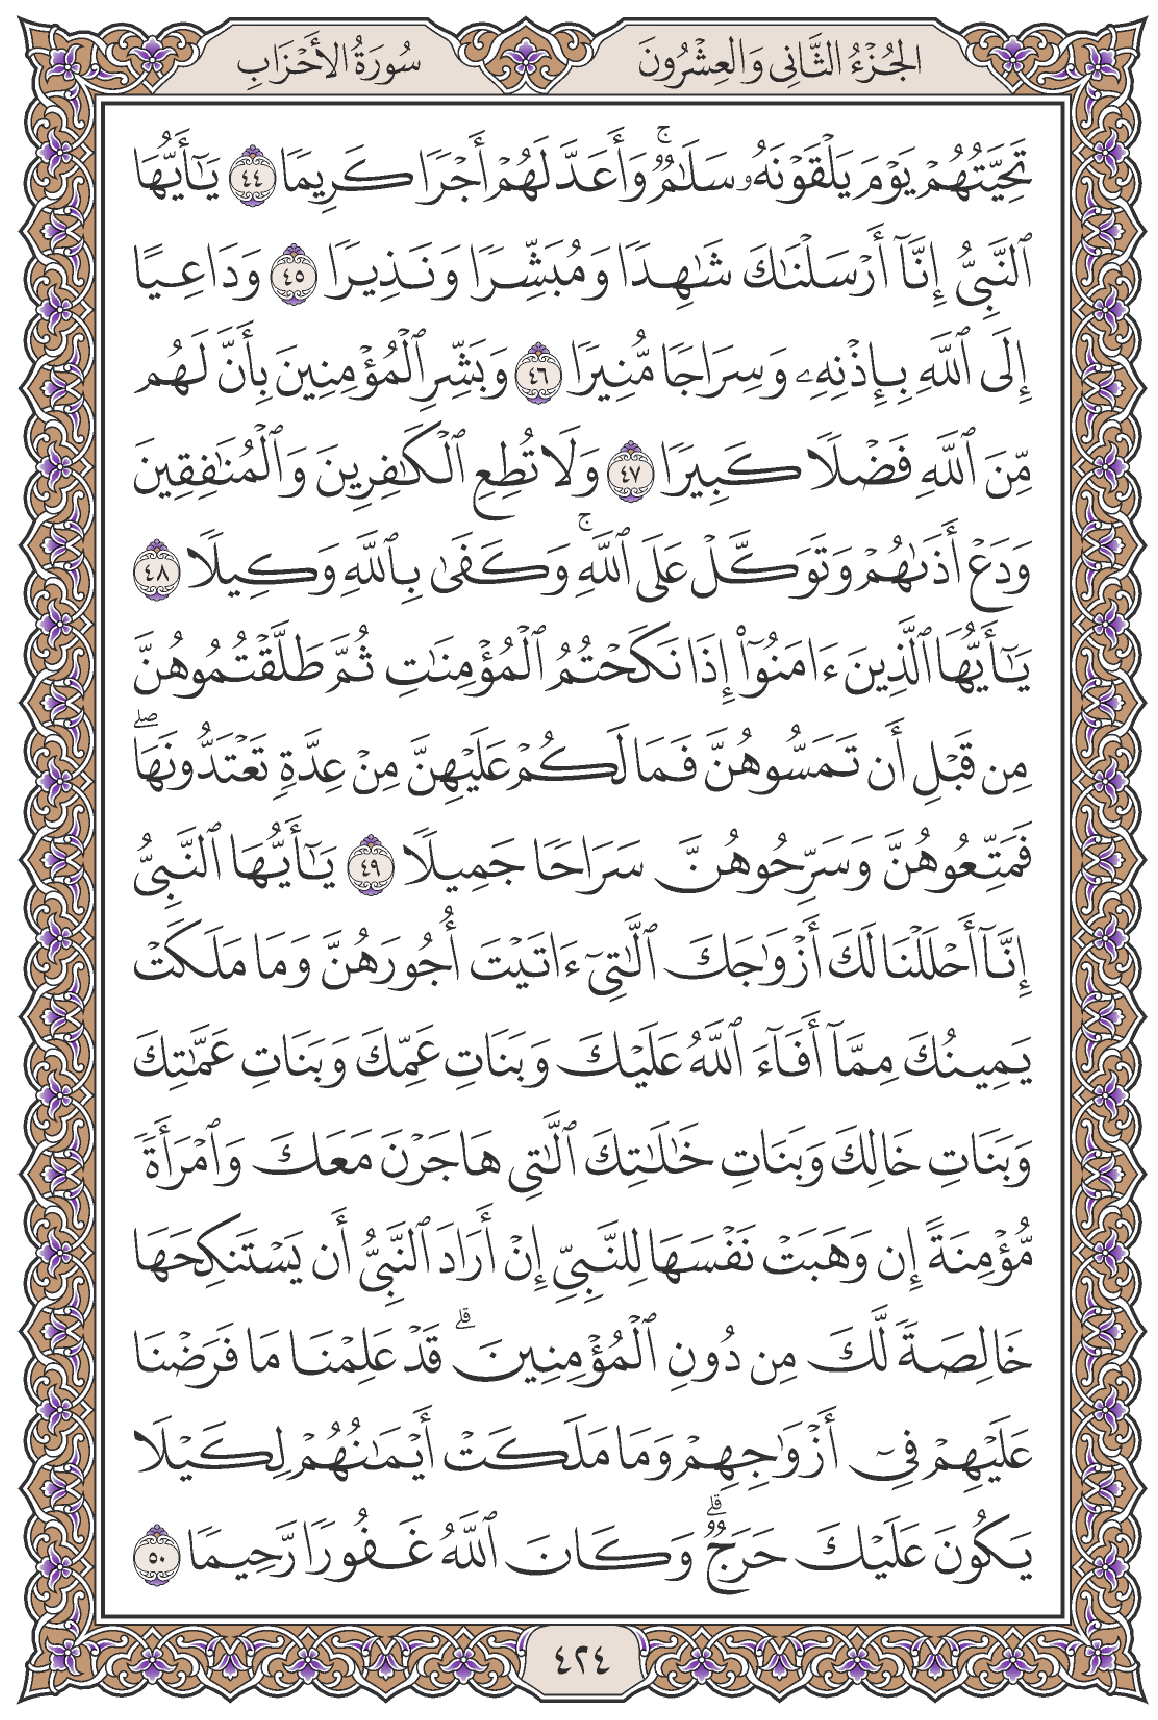 الجُزْءُ الثَّانِي وَالعِشْرُونَ
سُورَةُ الأَحْزَابِ
تَحِيَّتُهُمْ يَوْمَ يَلْقَوْنَهُۥ سَلَٰمٌۚ وَأَعَدَّ لَهُمْ أَجْرًا كَرِيمًا ٤٤ يَٰٓأَيُّهَا
ٱلنَّبِيُّ إِنَّآ أَرْسَلْنَٰكَ شَٰهِدًا وَمُبَشِّرًا وَنَذِيرًا ٤٥ وَدَاعِيًا
إِلَى ٱللَّهِ بِإِذْنِهِۦ وَسِرَاجًا مُّنِيرًا ٤٦ وَبَشِّرِ ٱلْمُؤْمِنِينَ بِأَنَّ لَهُم
مِّنَ ٱللَّهِ فَضْلًا كَبِيرًا ٤٧ وَلَا تُطِعِ ٱلْكَٰفِرِينَ وَٱلْمُنَٰفِقِينَ
وَدَعْ أَذَىٰهُمْ وَتَوَكَّلْ عَلَى ٱللَّهِۚ وَكَفَىٰ بِٱللَّهِ وَكِيلًا ٤٨
يَٰٓأَيُّهَا ٱلَّذِينَ ءَامَنُوٓا۟ إِذَا نَكَحْتُمُ ٱلْمُؤْمِنَٰتِ ثُمَّ طَلَّقْتُمُوهُنَّ
مِن قَبْلِ أَن تَمَسُّوهُنَّ فَمَا لَكُمْ عَلَيْهِنَّ مِنْ عِدَّةٍ تَعْتَدُّونَهَاۖ
فَمَتِّعُوهُنَّ وَسَرِّحُوهُنَّ سَرَاحًا جَمِيلًا ٤٩ يَٰٓأَيُّهَا ٱلنَّبِيُّ
إِنَّآ أَحْلَلْنَا لَكَ أَزْوَٰجَكَ ٱلَّٰتِيٓ ءَاتَيْتَ أُجُورَهُنَّ وَمَا مَلَكَتْ
يَمِينُكَ مِمَّآ أَفَآءَ ٱللَّهُ عَلَيْكَ وَبَنَاتِ عَمِّكَ وَبَنَاتِ عَمَّٰتِكَ
وَبَنَاتِ خَالِكَ وَبَنَاتِ خَٰلَٰتِكَ ٱلَّٰتِي هَاجَرْنَ مَعَكَ وَٱمْرَأَةً
مُّؤْمِنَةً إِن وَهَبَتْ نَفْسَهَا لِلنَّبِيِّ إِنْ أَرَادَ ٱلنَّبِيُّ أَن يَسْتَنكِحَهَا
خَالِصَةً لَّكَ مِن دُونِ ٱلْمُؤْمِنِينَۗ قَدْ عَلِمْنَا مَا فَرَضْنَا
عَلَيْهِمْ فِيٓ أَزْوَٰجِهِمْ وَمَا مَلَكَتْ أَيْمَٰنُهُمْ لِكَيْلَا
يَكُونَ عَلَيْكَ حَرَجٌۗ وَكَانَ ٱللَّهُ غَفُورًا رَّحِيمًا ٥٠
٤٢٤